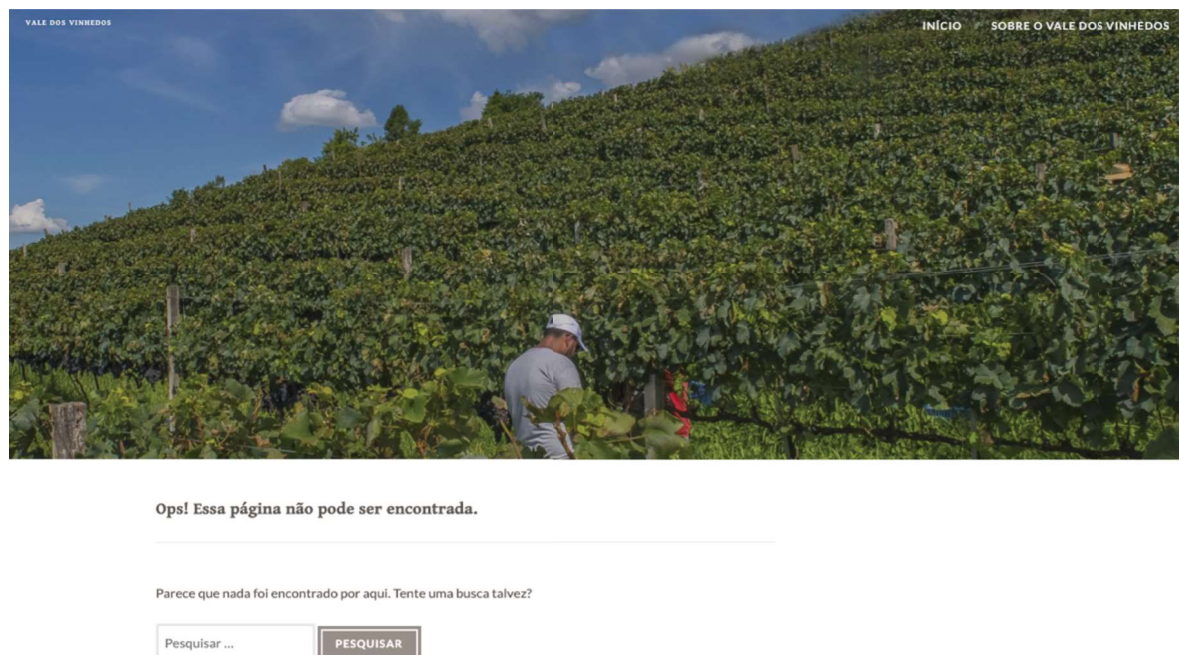 VALE DOS VINHEDOS
INÍCIO
SOBRE O VALE DOS VINHEDOS
Ops! Essa página não pode ser encontrada.
Parece que nada foi encontrado por aqui. Tente uma busca talvez?
Pesquisar ...
PESQUISAR